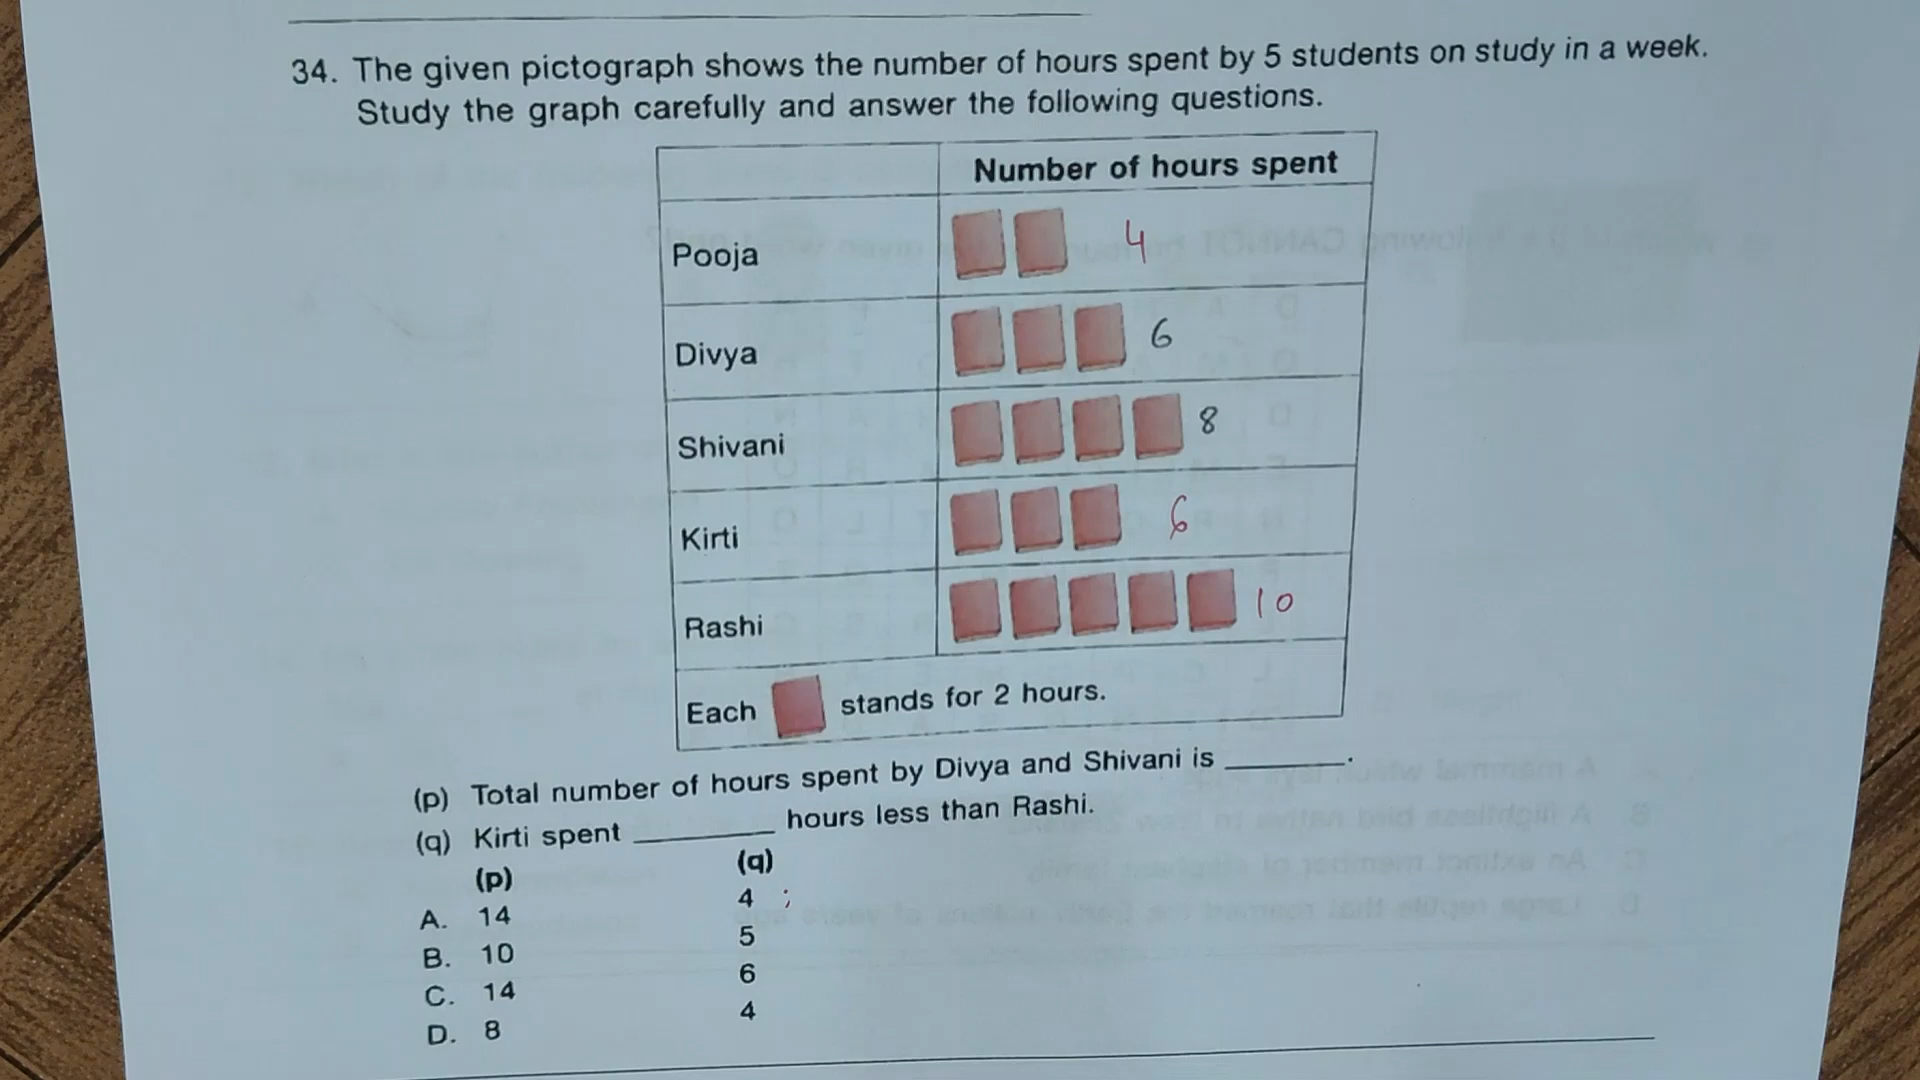 34. The given pictograph shows the number of hours spent by 5 students on study in a week.
Study the graph carefully and answer the following questions.
Number of hours spent
Pooja 4
Divya 6
Shivani 8
Kirti 6
Rashi 10
Each stands for 2 hours.
(p) Total number of hours spent by Divya and Shivani is ________.
(q) Kirti spent ________ hours less than Rashi.
(p) (q)
A. 14 4 ;
B. 10 5
C. 14 6
D. 8 4